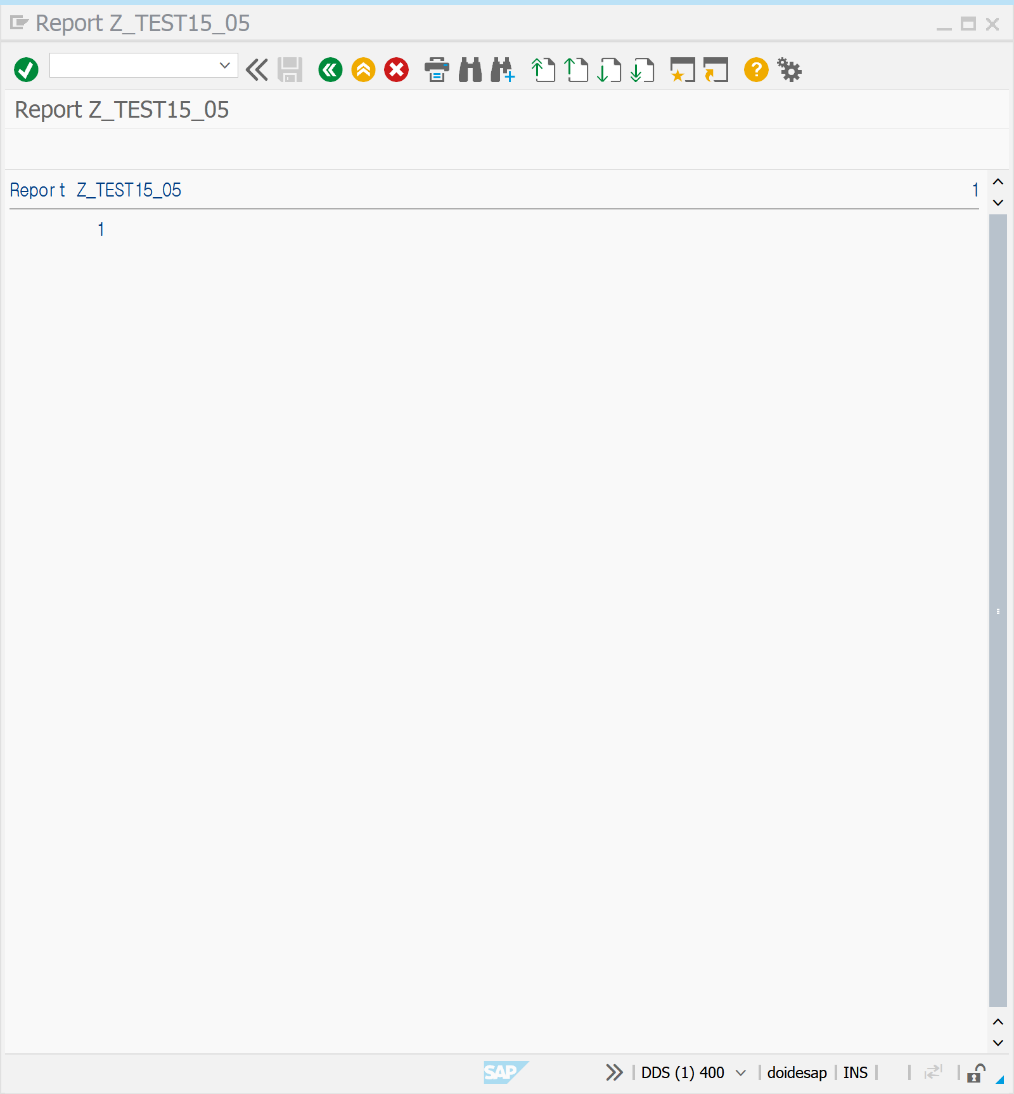 Report Z_TEST15_05
Report Z_TEST15_05
Report Z_TEST15_05 1
1
SAP DDS (1) 400 doidesap INS